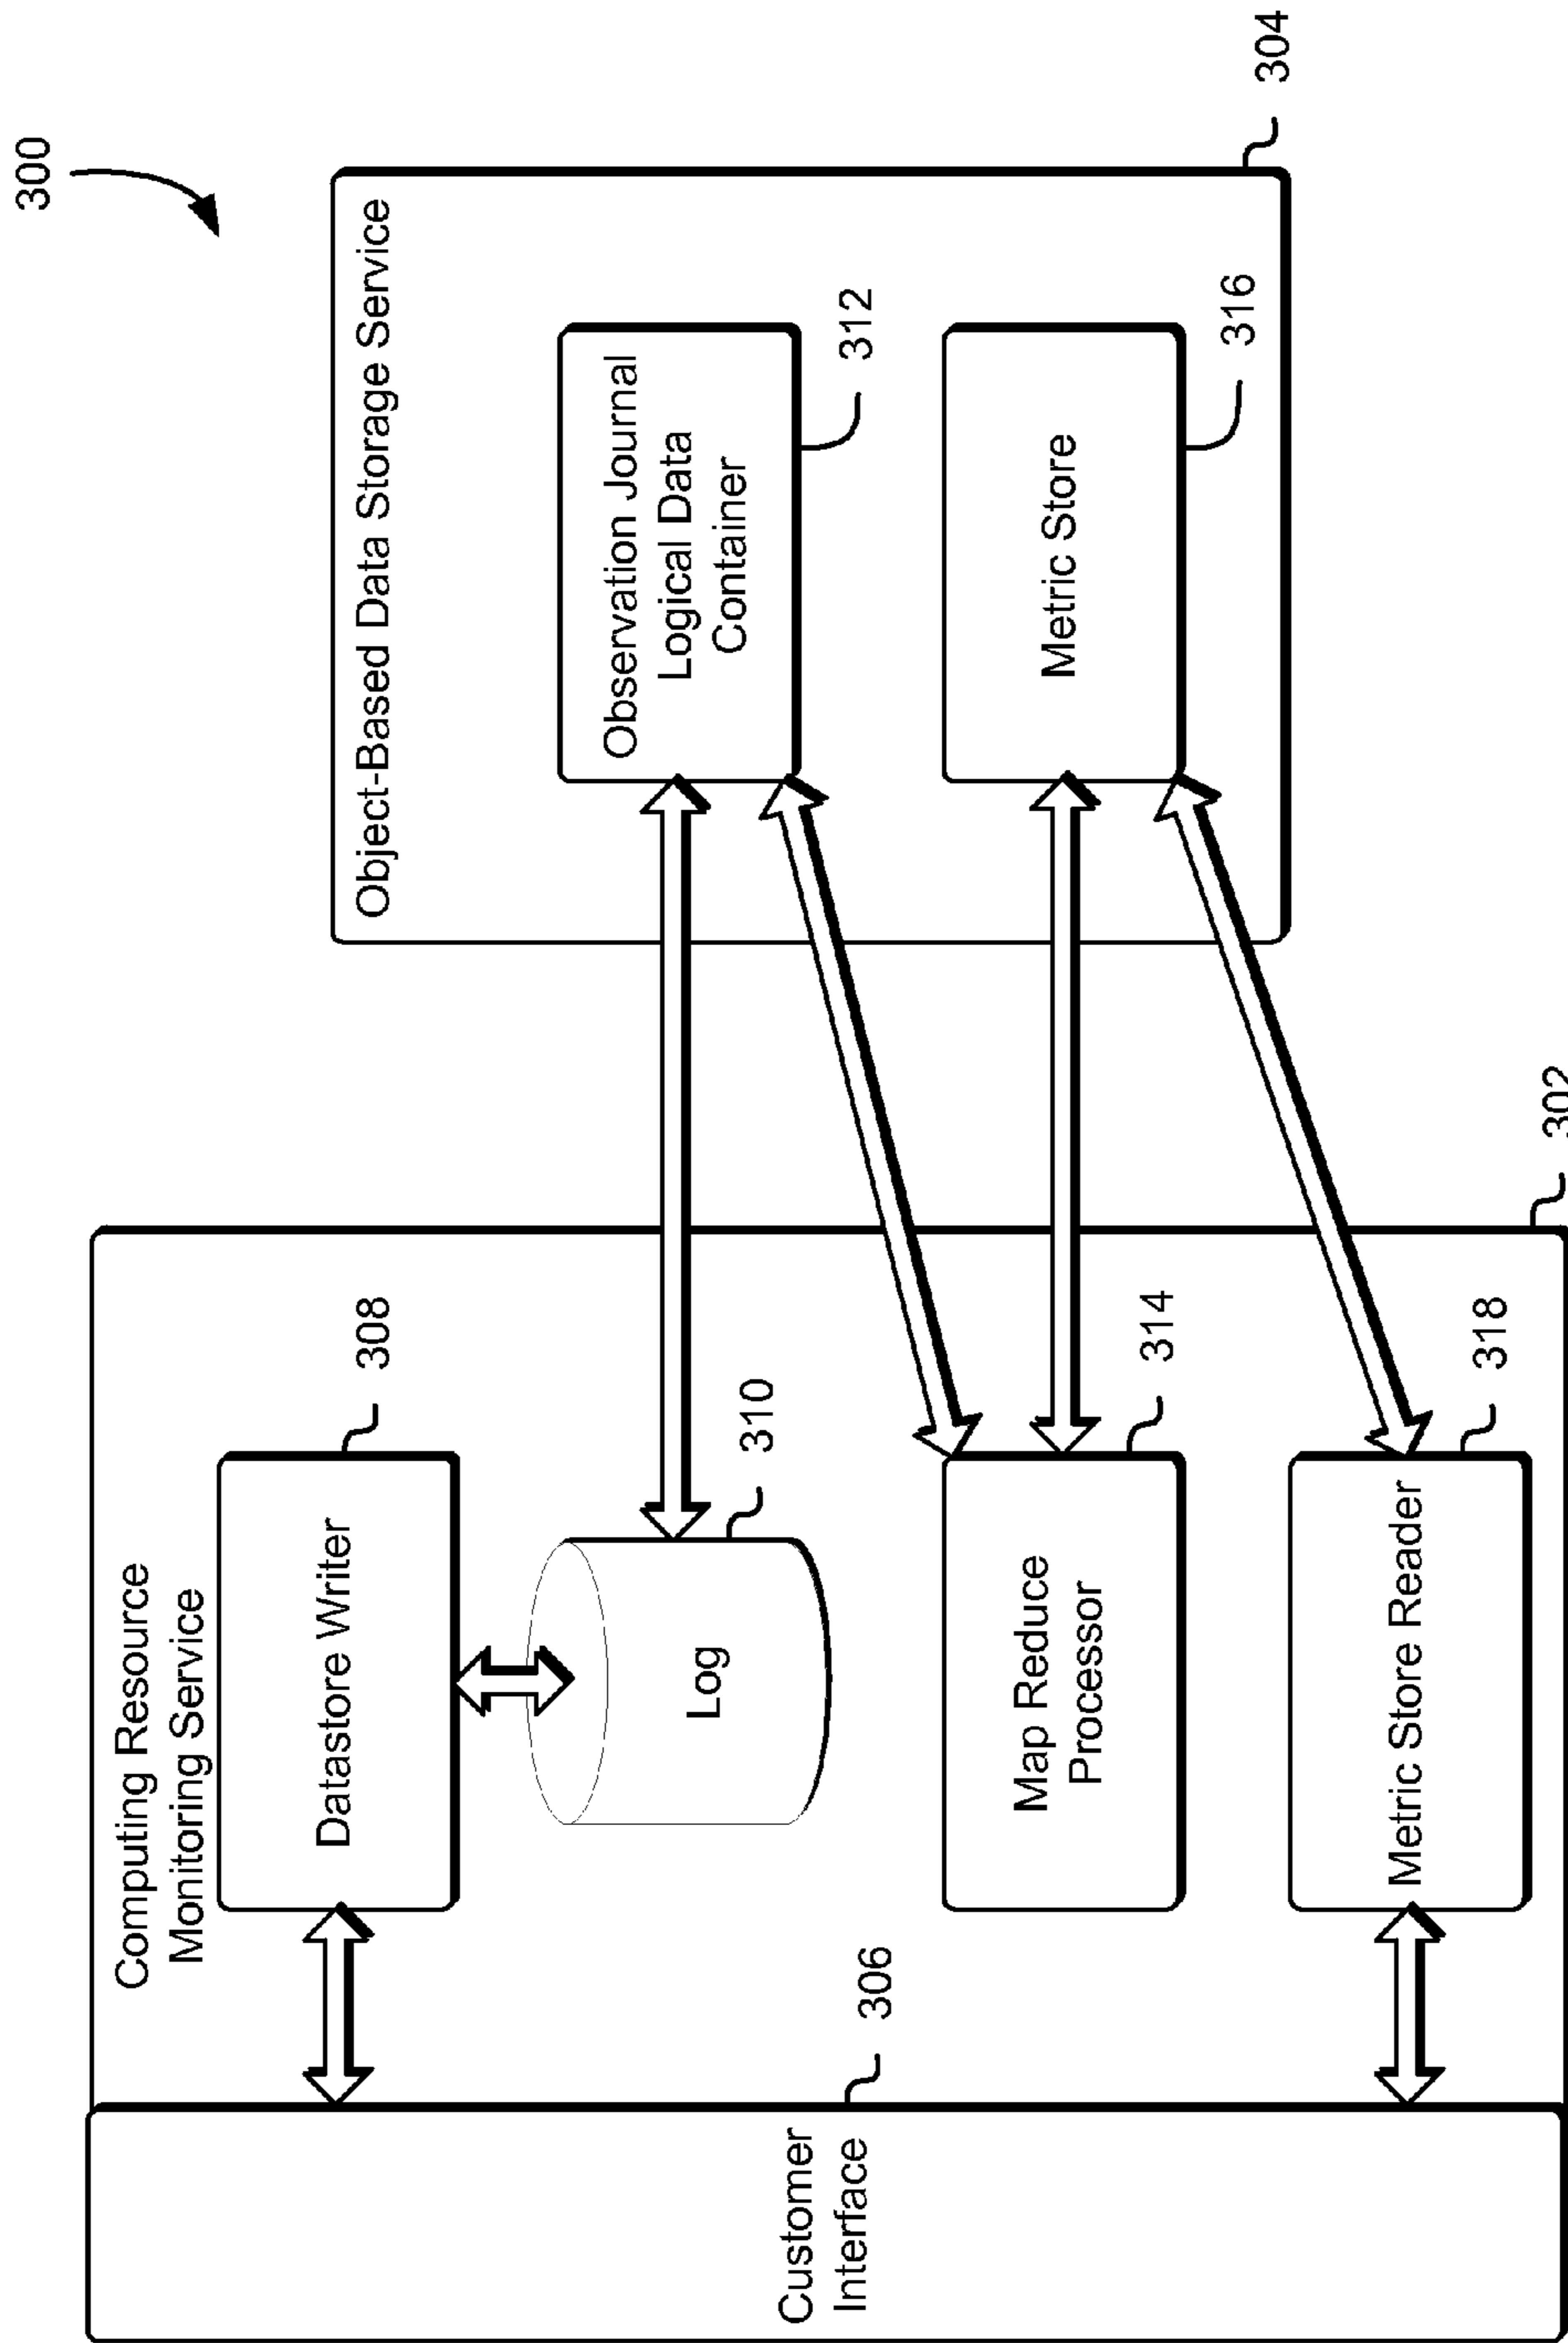 300
Computing Resource
Monitoring Service
Object-Based Data Storage Service
Datastore Writer
308
Observation Journal
Logical Data
Container
312
Log
310
Customer
Interface
306
Map Reduce
Processor
314
Metric Store
316
304
Metric Store Reader
318
302